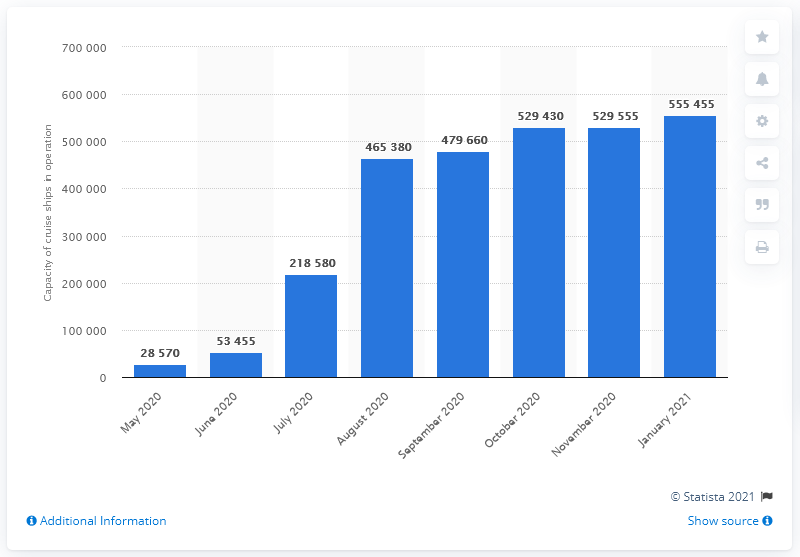 700 000
600 000
500 000
400 000
300 000
200 000
100 000
0
Capacity of cruise ships in operation
28 570
53 455
218 580
465 380
479 660
529 430
529 555
555 455
May 2020
June 2020
July 2020
August 2020
September 2020
October 2020
November 2020
January 2021
© Statista 2021
Additional Information
Show source